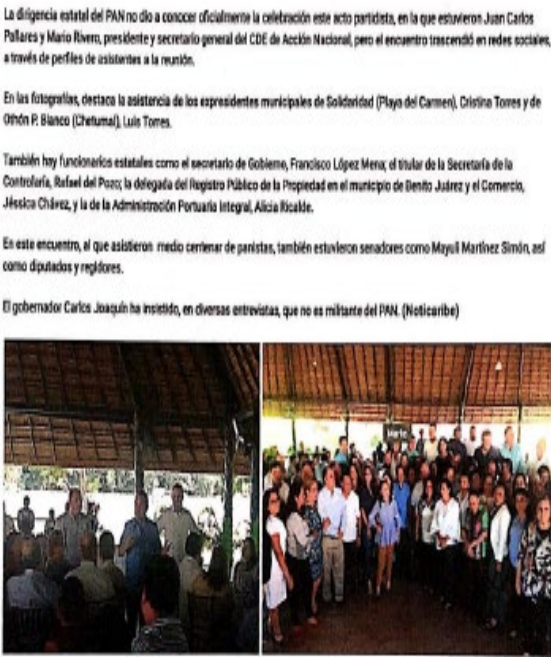 La dirigencia estatal del PAN no dio a conocer oficialmente la celebración este acto partidista, en la que estuvieron Juan Carlos
Pallares y Mario Rivero, presidente y secretario general del CDE de Acción Nacional, pero el encuentro trascendió en redes sociales,
a través de perfiles de asistentes a la reunión.
En las fotografías, destaca la asistencia de los expresidentes municipales de Solidaridad (Playa del Carmen), Cristina Torres y de
Othón P. Blanco (Chetumal), Luis Torres.
También hay funcionarios estatales como el secretario de Gobierno, Francisco López Mena; el titular de la Secretaría de la
Contraloría, Rafael del Pozo; la delegada del Registro Público de la Propiedad en el municipio de Benito Juárez y el Comercio,
Jéssica Chávez, y la de la Administración Portuaria Integral, Alicia Ricalde.
En este encuentro, al que asistieron medio centenar de panistas, también estuvieron senadores como Mayuli Martínez Simón, así
como diputados y regidores.
El gobernador Carlos Joaquín ha insistido, en diversas entrevistas, que no es militante del PAN. (Noticaribe)